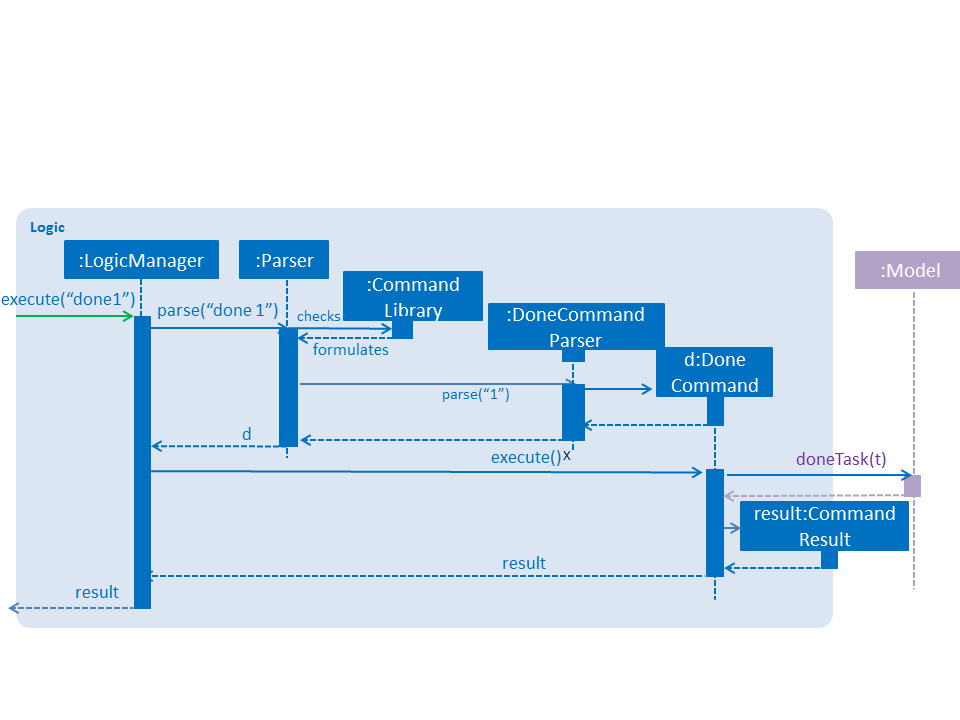 Logic
:LogicManager
:Parser
:Model
:Command
Library
execute(“done1”)
parse(“done 1”)
checks
:DoneCommand
Parser
formulates
d:Done
Command
parse(“1”)
d
execute()
x
doneTask(t)
result:Command
Result
result
result